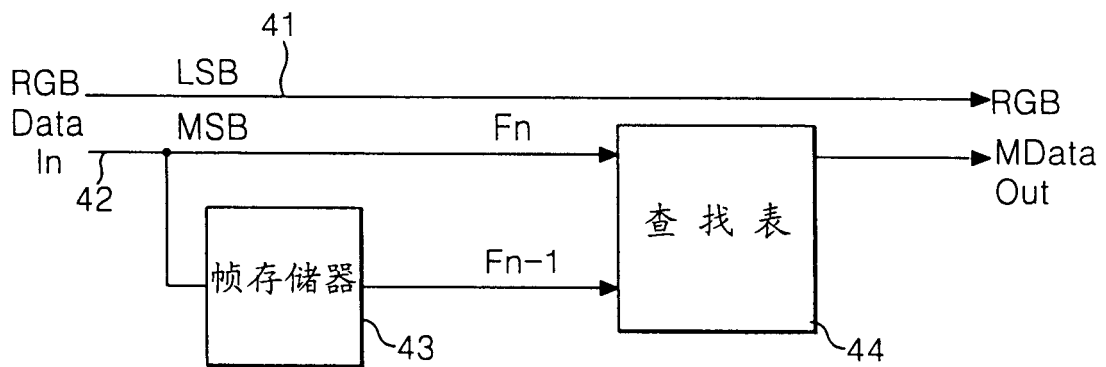 41
RGB
Data
In
LSB
RGB
MSB
Fn
MData
Out
42
查找表
帧存储器
Fn-1
43
44